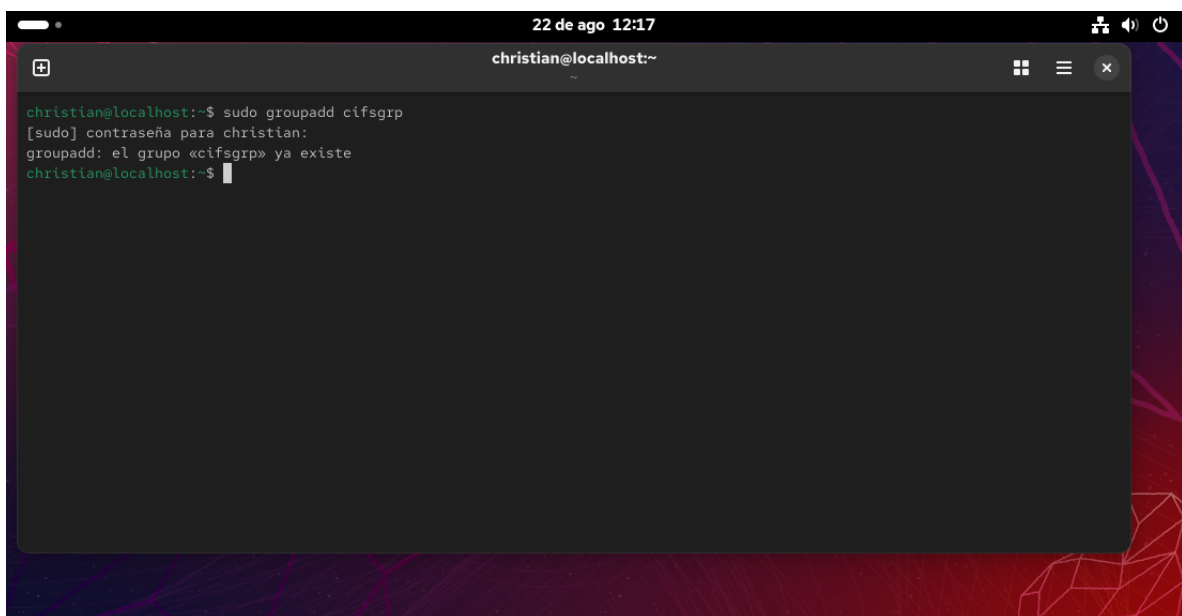 22 de ago 12:17
christian@localhost:~
~
christian@localhost:~$ sudo groupadd cifsgrp
[sudo] contraseña para christian:
groupadd: el grupo «cifsgrp» ya existe
christian@localhost:~$